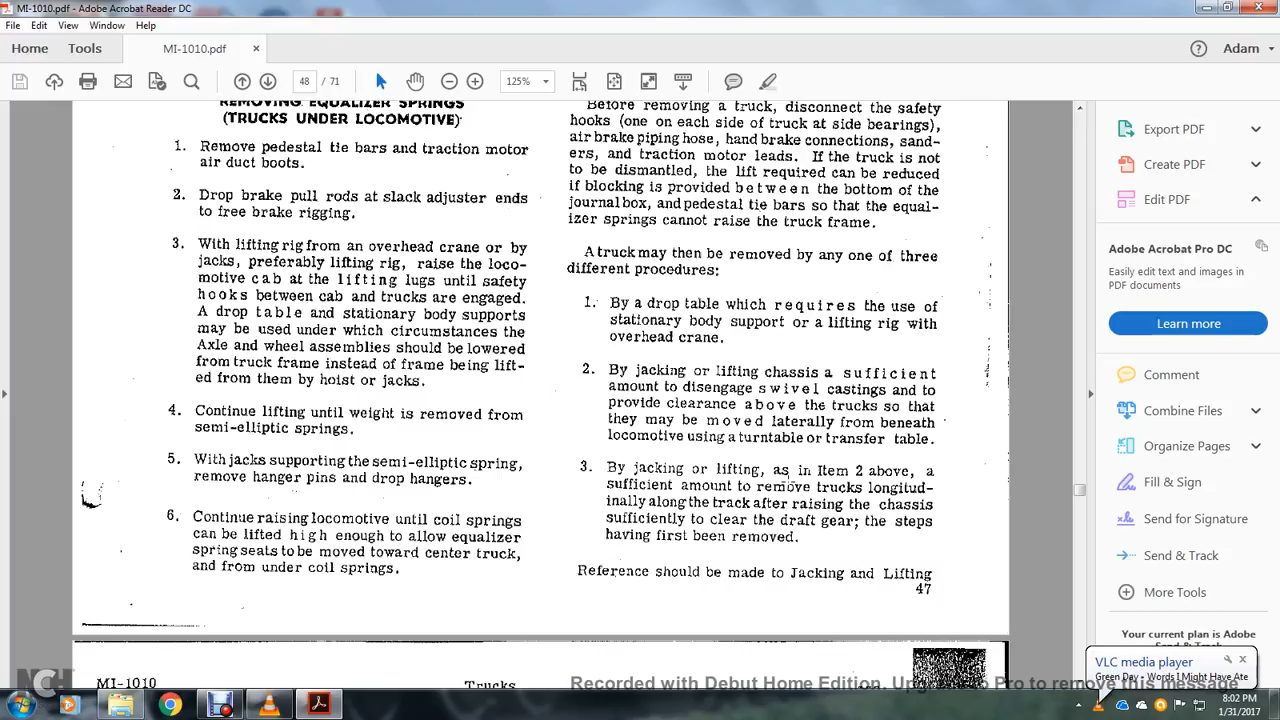 MI-1010.pdf - Adobe Acrobat Reader DC
File Edit View Window Help
Home Tools MI-1010.pdf × Adam
48 / 71 125%
REMOVING EQUALIZER SPRINGS
(TRUCKS UNDER LOCOMOTIVE)
1. Remove pedestal tie bars and traction motor
air duct boots.
2. Drop brake pull rods at slack adjuster ends
to free brake rigging.
3. With lifting rig from an overhead crane or by
jacks, preferably lifting rig, raise the loco-
motive cab at the lifting lugs until safety
hooks between cab and trucks are engaged.
A drop table and stationary body supports
may be used under which circumstances the
Axle and wheel assemblies should be lowered
from truck frame instead of frame being lift-
ed from them by hoist or jacks.
4. Continue lifting until weight is removed from
semi-elliptic springs.
5. With jacks supporting the semi-elliptic spring,
remove hanger pins and drop hangers.
6. Continue raising locomotive until coil springs
can be lifted high enough to allow equalizer
spring seats to be moved toward center truck,
and from under coil springs.
Before removing a truck, disconnect the safety
hooks (one on each side of truck at side bearings),
air brake piping hose, hand brake connections, sand-
ers, and traction motor leads. If the truck is not
to be dismantled, the lift required can be reduced
if blocking is provided between the bottom of the
journal box, and pedestal tie bars so that the equal-
izer springs cannot raise the truck frame.
A truck may then be removed by any one of three
different procedures:
1. By a drop table which requires the use of
stationary body support or a lifting rig with
overhead crane.
2. By jacking or lifting chassis a sufficient
amount to disengage swivel castings and to
provide clearance above the trucks so that
they may be moved laterally from beneath
locomotive using a turntable or transfer table.
3. By jacking or lifting, as in Item 2 above, a
sufficient amount to remove trucks longitud-
inally along the track after raising the chassis
sufficiently to clear the draft gear; the steps
having first been removed.
Reference should be made to Jacking and Lifting
47
MI-1010 Trucks
Export PDF
Create PDF
Edit PDF
Adobe Acrobat Pro DC
Easily edit text and images in
PDF documents
Learn more
Comment
Combine Files
Organize Pages
Fill & Sign
Send for Signature
Send & Track
More Tools
Your current plan is Adobe
Send & Track
VLC media player
Green Day - Words I Might Have Ate
NCH
Recorded with Debut Home Edition. Upgrade to Pro to remove this message
8:02 PM
1/31/2017